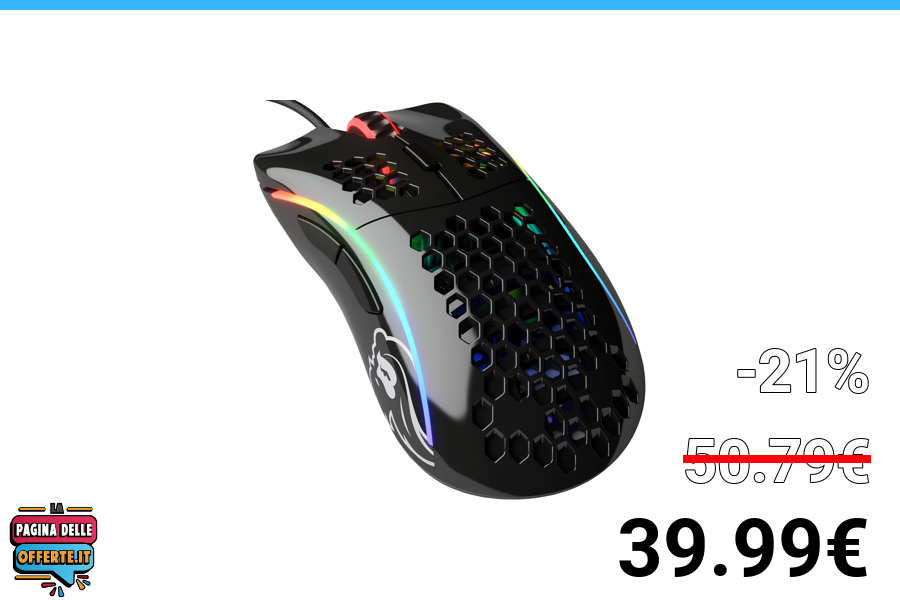 -21%
50.79€
39.99€
LA
PAGINA DELLE
OFFERTE.IT